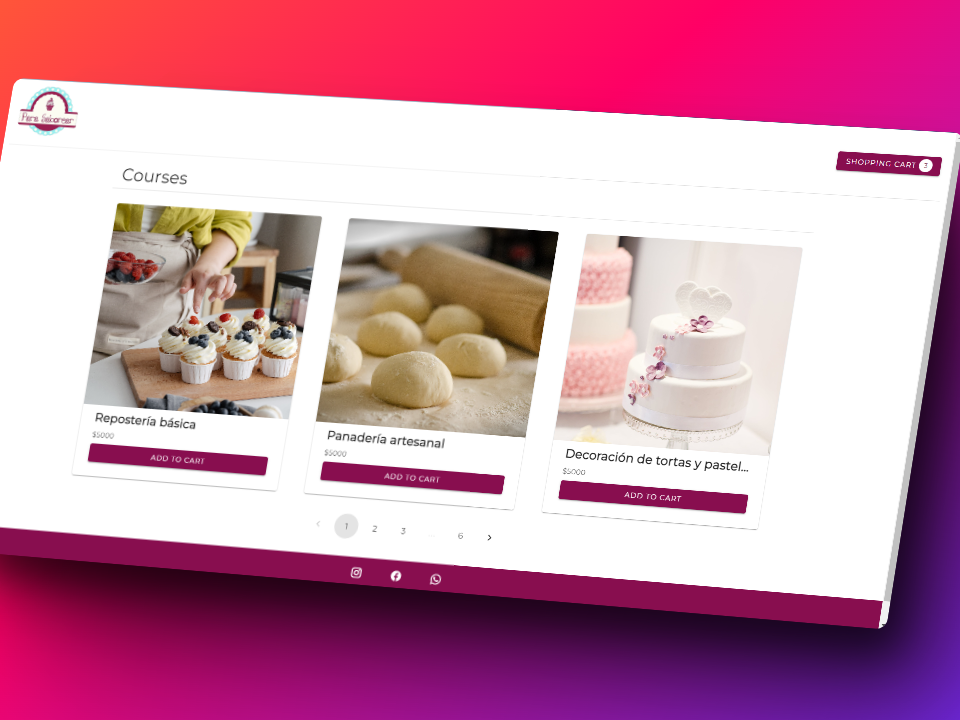 Para Saborear
SHOPPING CART 3
Courses
Repostería básica
$5000
ADD TO CART
Panadería artesanal
$5000
ADD TO CART
Decoración de tortas y pastel...
$5000
ADD TO CART
‹ 1 2 3 ... 6 ›